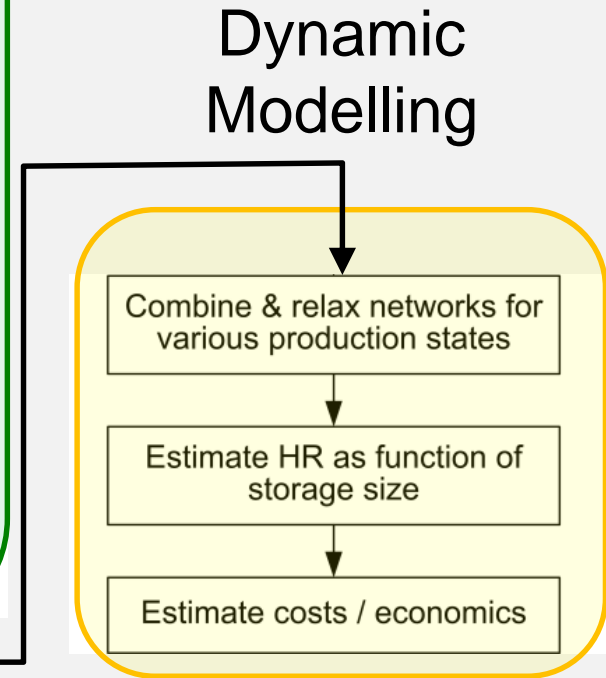 Dynamic
Modelling
Combine & relax networks for
various production states
Estimate HR as function of
storage size
Estimate costs / economics